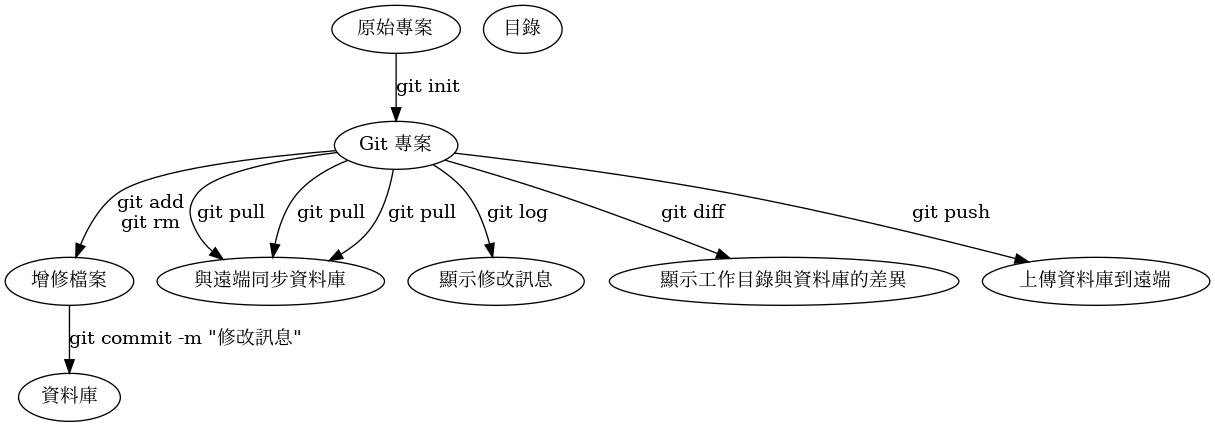 原始專案
目錄
git init
Git 專案
git add
git rm
git pull
git pull
git pull
git log
git diff
git push
增修檔案
與遠端同步資料庫
顯示修改訊息
顯示工作目錄與資料庫的差異
上傳資料庫到遠端
git commit -m "修改訊息"
資料庫